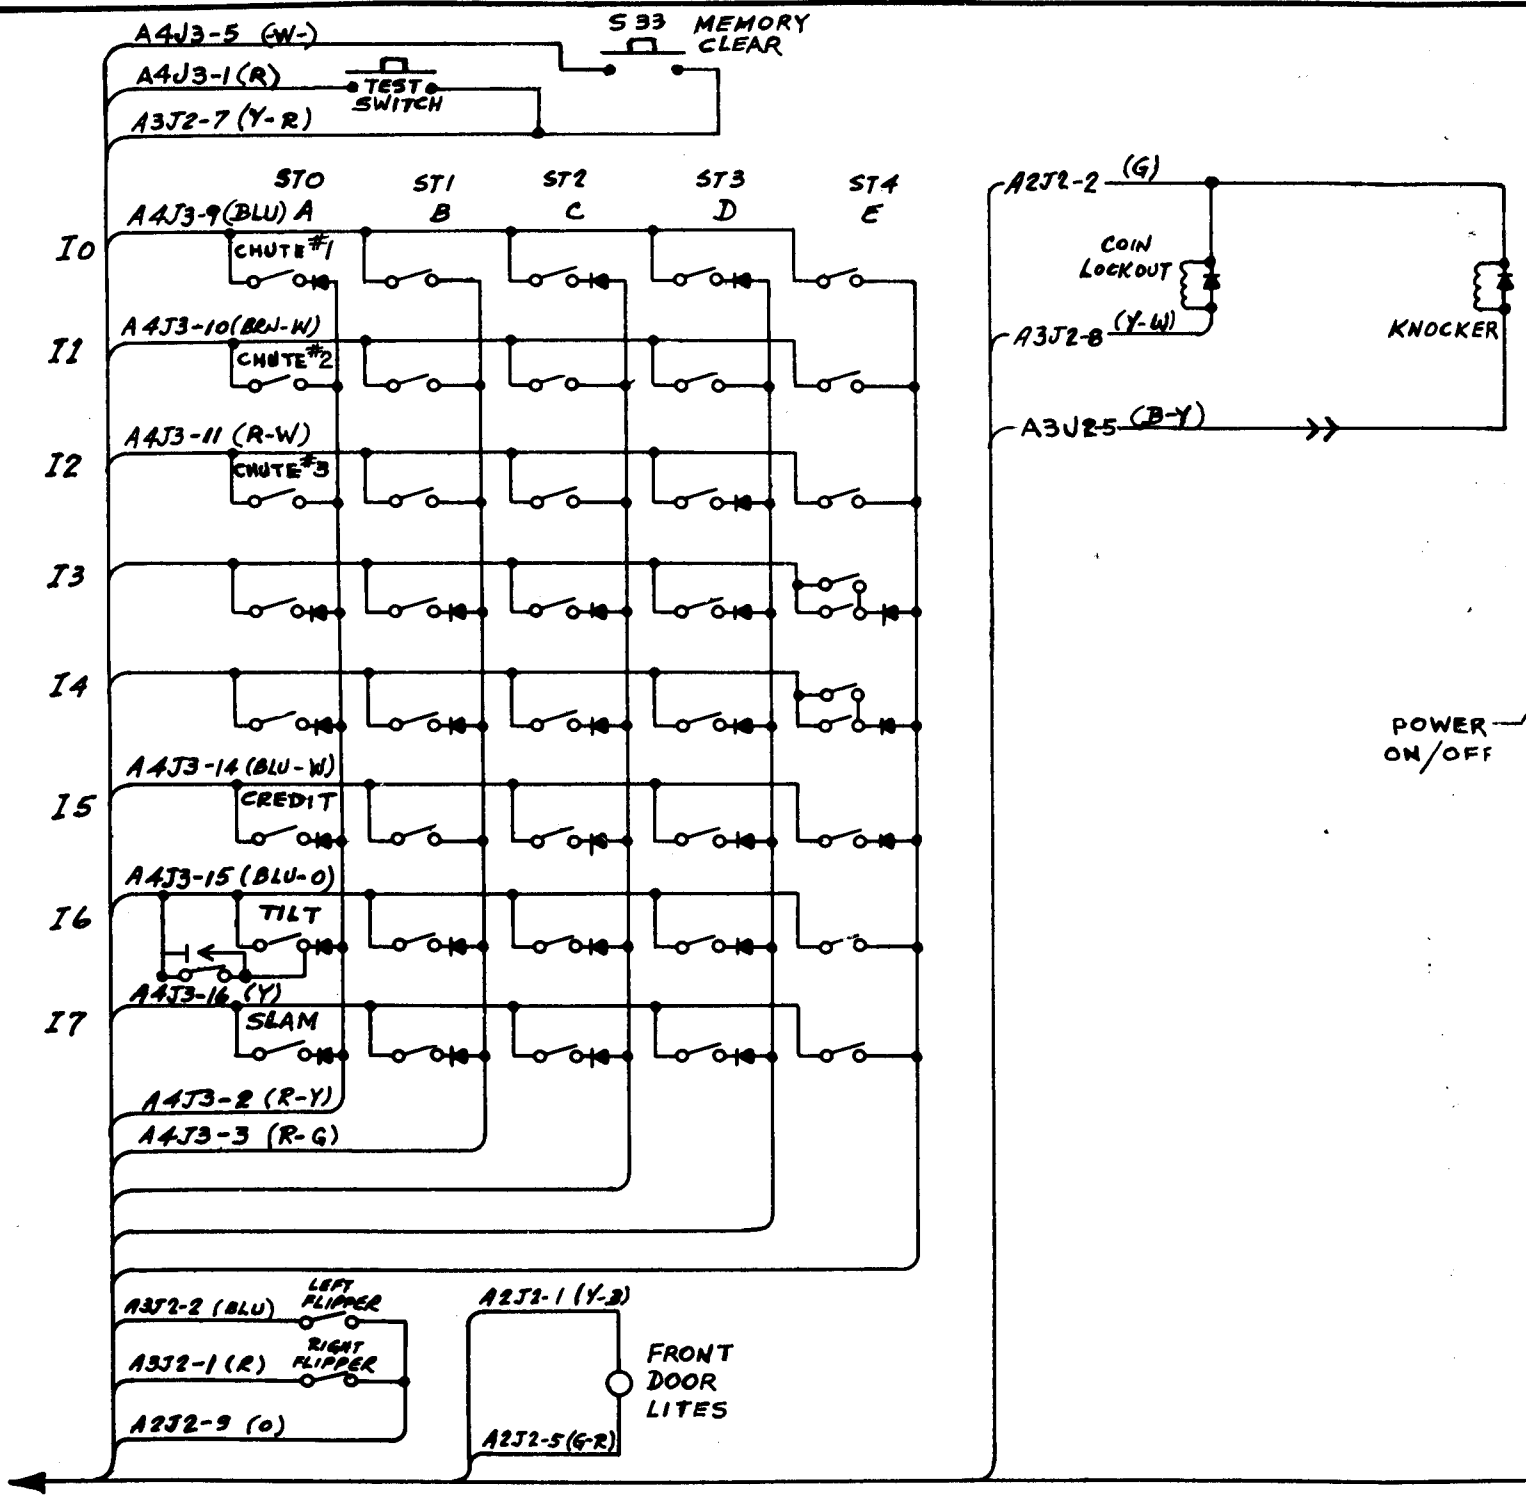 A4J3-5 (-W-)
S33 MEMORY
CLEAR
A4J3-1 (R)
TEST
SWITCH
A3J2-7 (Y-R)
ST0 ST1 ST2 ST3 ST4
A B C D E
A4J3-9 (BLU)
I0
CHUTE #1
A4J3-10 (BRN-W)
I1
CHUTE #2
A4J3-11 (R-W)
I2
CHUTE #3
I3
I4
A4J3-14 (BLU-W)
I5
CREDIT
A4J3-15 (BLU-O)
I6
TILT
A4J3-16 (Y)
I7
SLAM
A4J3-2 (R-Y)
A4J3-3 (R-G)
LEFT
FLIPPER
A3J2-2 (BLU)
RIGHT
FLIPPER
A3J2-1 (R)
A2J2-9 (O)
A2J2-1 (Y-B)
FRONT
DOOR
LITES
A2J2-5 (G-R)
A2J2-2 (G)
COIN
LOCKOUT
A3J2-8 (Y-W)
KNOCKER
A3J2-5 (B-Y)
POWER
ON/OFF